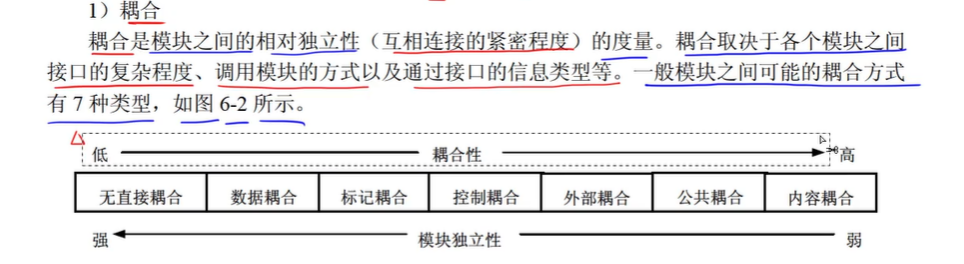 1）耦合
耦合是模块之间的相对独立性（互相连接的紧密程度）的度量。耦合取决于各个模块之间
接口的复杂程度、调用模块的方式以及通过接口的信息类型等。一般模块之间可能的耦合方式
有 7 种类型，如图 6-2 所示。
低 耦合性 高
无直接耦合 数据耦合 标记耦合 控制耦合 外部耦合 公共耦合 内容耦合
强 模块独立性 弱